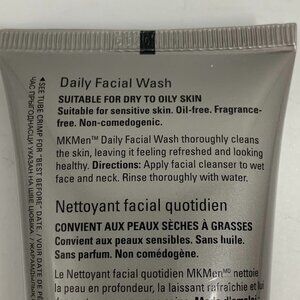 Daily Facial Wash
SUITABLE FOR DRY TO OILY SKIN
Suitable for sensitive skin. Oil-free. Fragrance-
free. Non-comedogenic.
MKMen™ Daily Facial Wash thoroughly cleans
the skin, leaving it feeling refreshed and looking
healthy. Directions: Apply facial cleanser to wet
face and neck. Rinse thoroughly with water.
Nettoyant facial quotidien
CONVIENT AUX PEAUX SÈCHES À GRASSES
Convient aux peaux sensibles. Sans huile.
Sans parfum. Non comédogène.
Le Nettoyant facial quotidien MKMenᴹᴰ nettoie
la peau en profondeur, la laissant rafraîchie et
◄SEE TUBE CRIMP FOR "BEST BEFORE" DATE